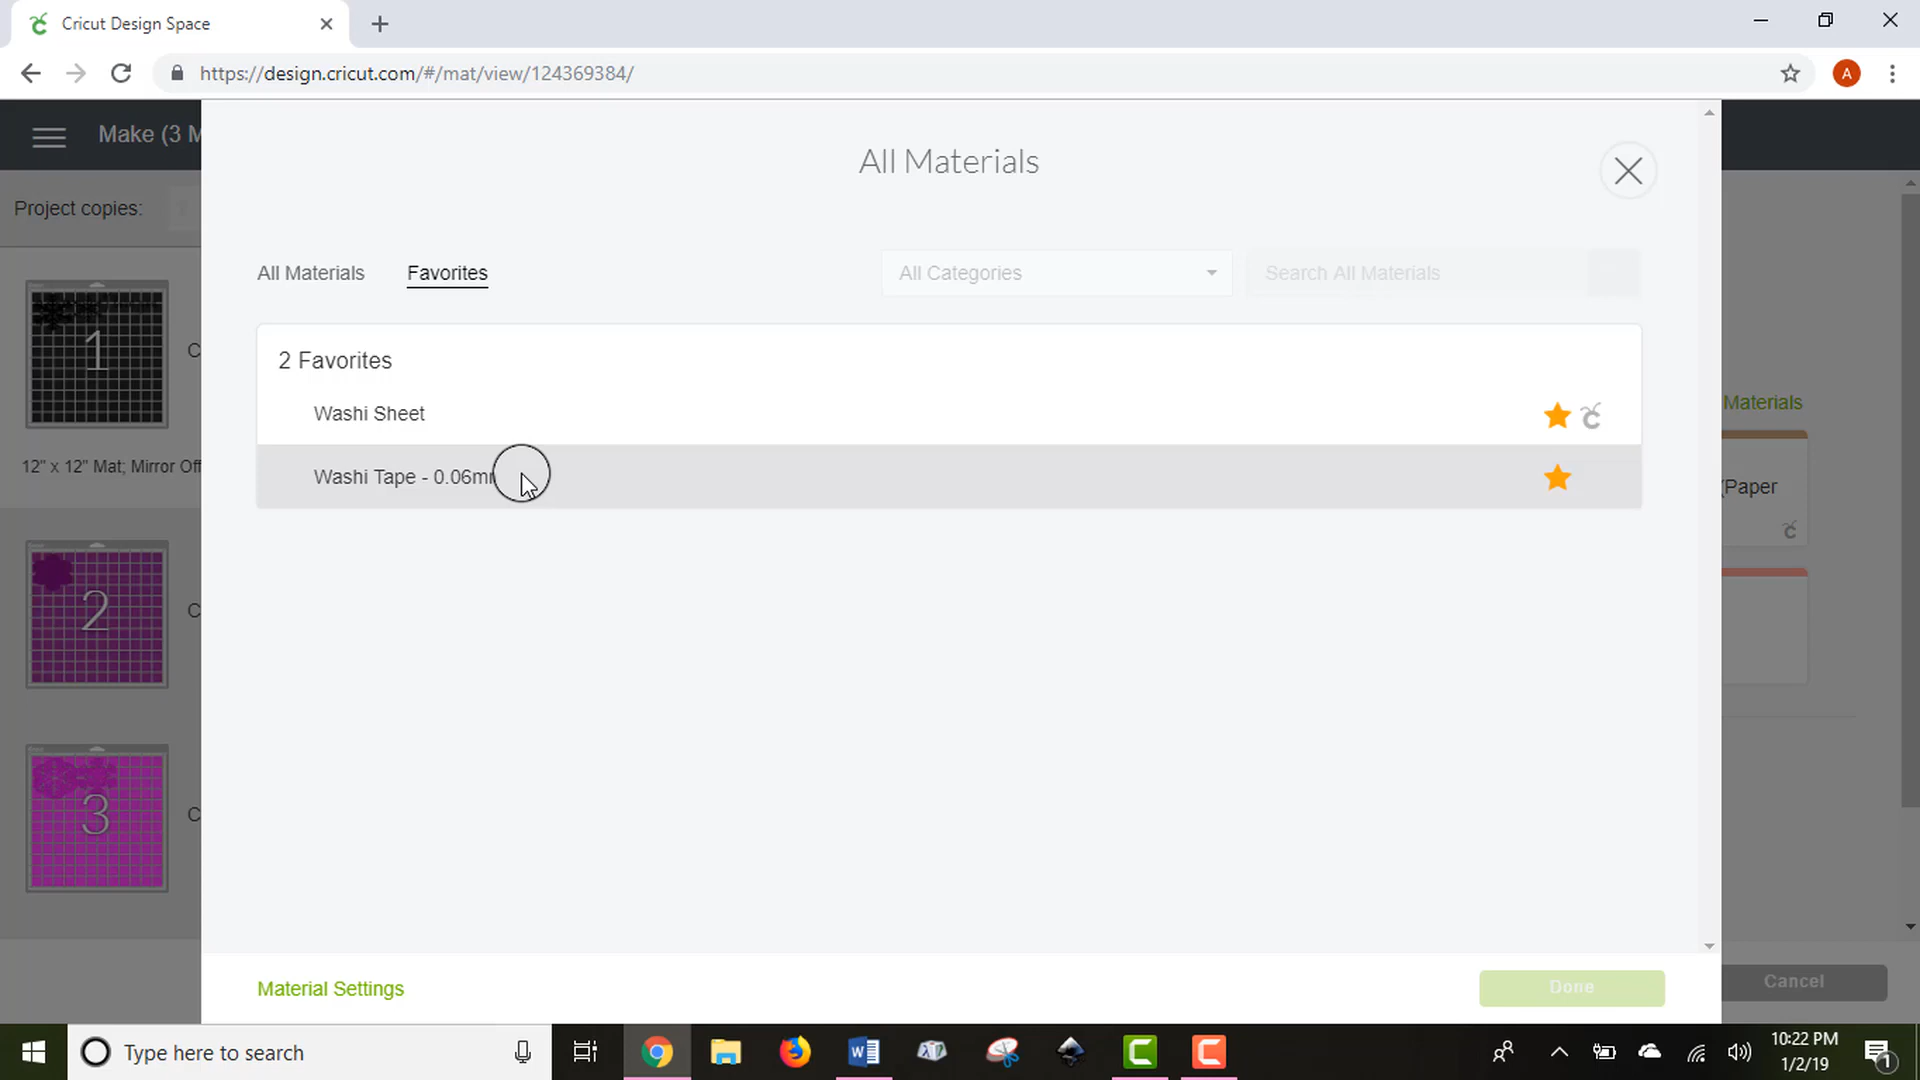 Cricut Design Space
https://design.cricut.com/#/mat/view/124369384/
Make (3 M
All Materials
Project copies:
All Materials
Favorites
All Categories
Search All Materials
2 Favorites
Washi Sheet
Washi Tape - 0.06m
1
C
12" x 12" Mat; Mirror Off
2
C
3
C
Materials
(Paper
Material Settings
Done
Cancel
Type here to search
10:22 PM
1/2/19
1
A